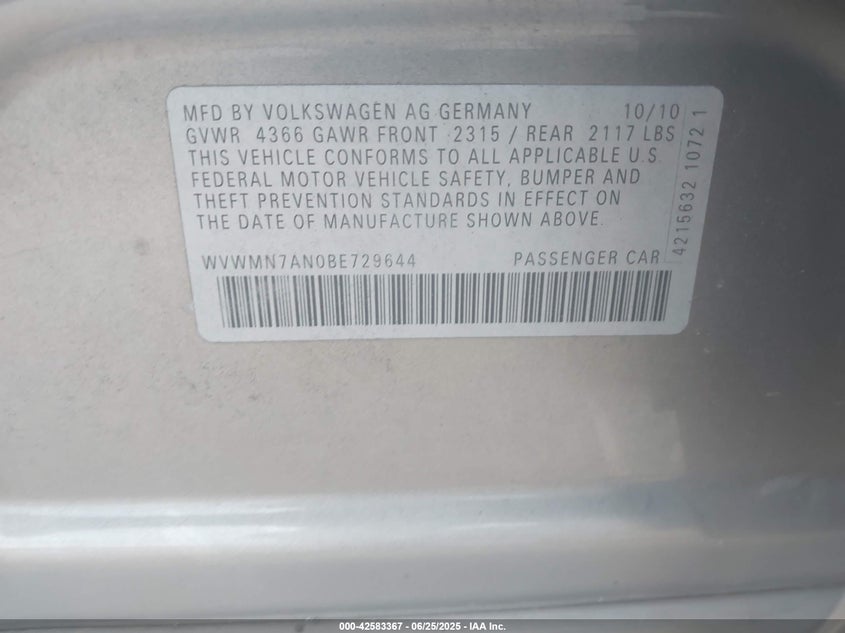 MFD BY VOLKSWAGEN AG GERMANY 10/10
GVWR 4366 GAWR FRONT 2315 / REAR 2117 LBS
THIS VEHICLE CONFORMS TO ALL APPLICABLE U.S.
FEDERAL MOTOR VEHICLE SAFETY, BUMPER AND
THEFT PREVENTION STANDARDS IN EFFECT ON
THE DATE OF MANUFACTURE SHOWN ABOVE.
WVWMN7AN0BE729644 PASSENGER CAR
4215632 1072 1
000-42583367 - 06/25/2025 - IAA Inc.